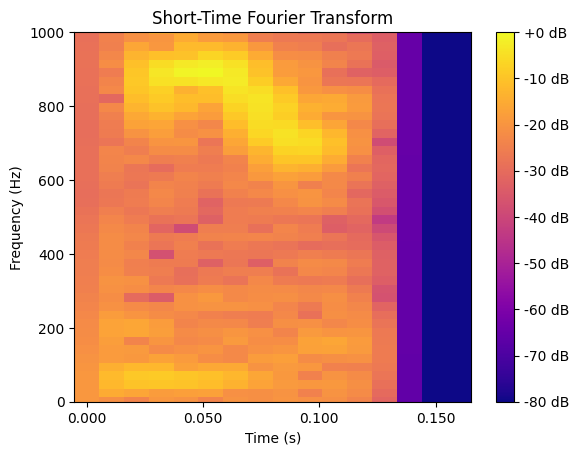 Short-Time Fourier Transform
1000
800
600
400
200
0
Frequency (Hz)
0.000
0.050
0.100
0.150
Time (s)
+0 dB
-10 dB
-20 dB
-30 dB
-40 dB
-50 dB
-60 dB
-70 dB
-80 dB